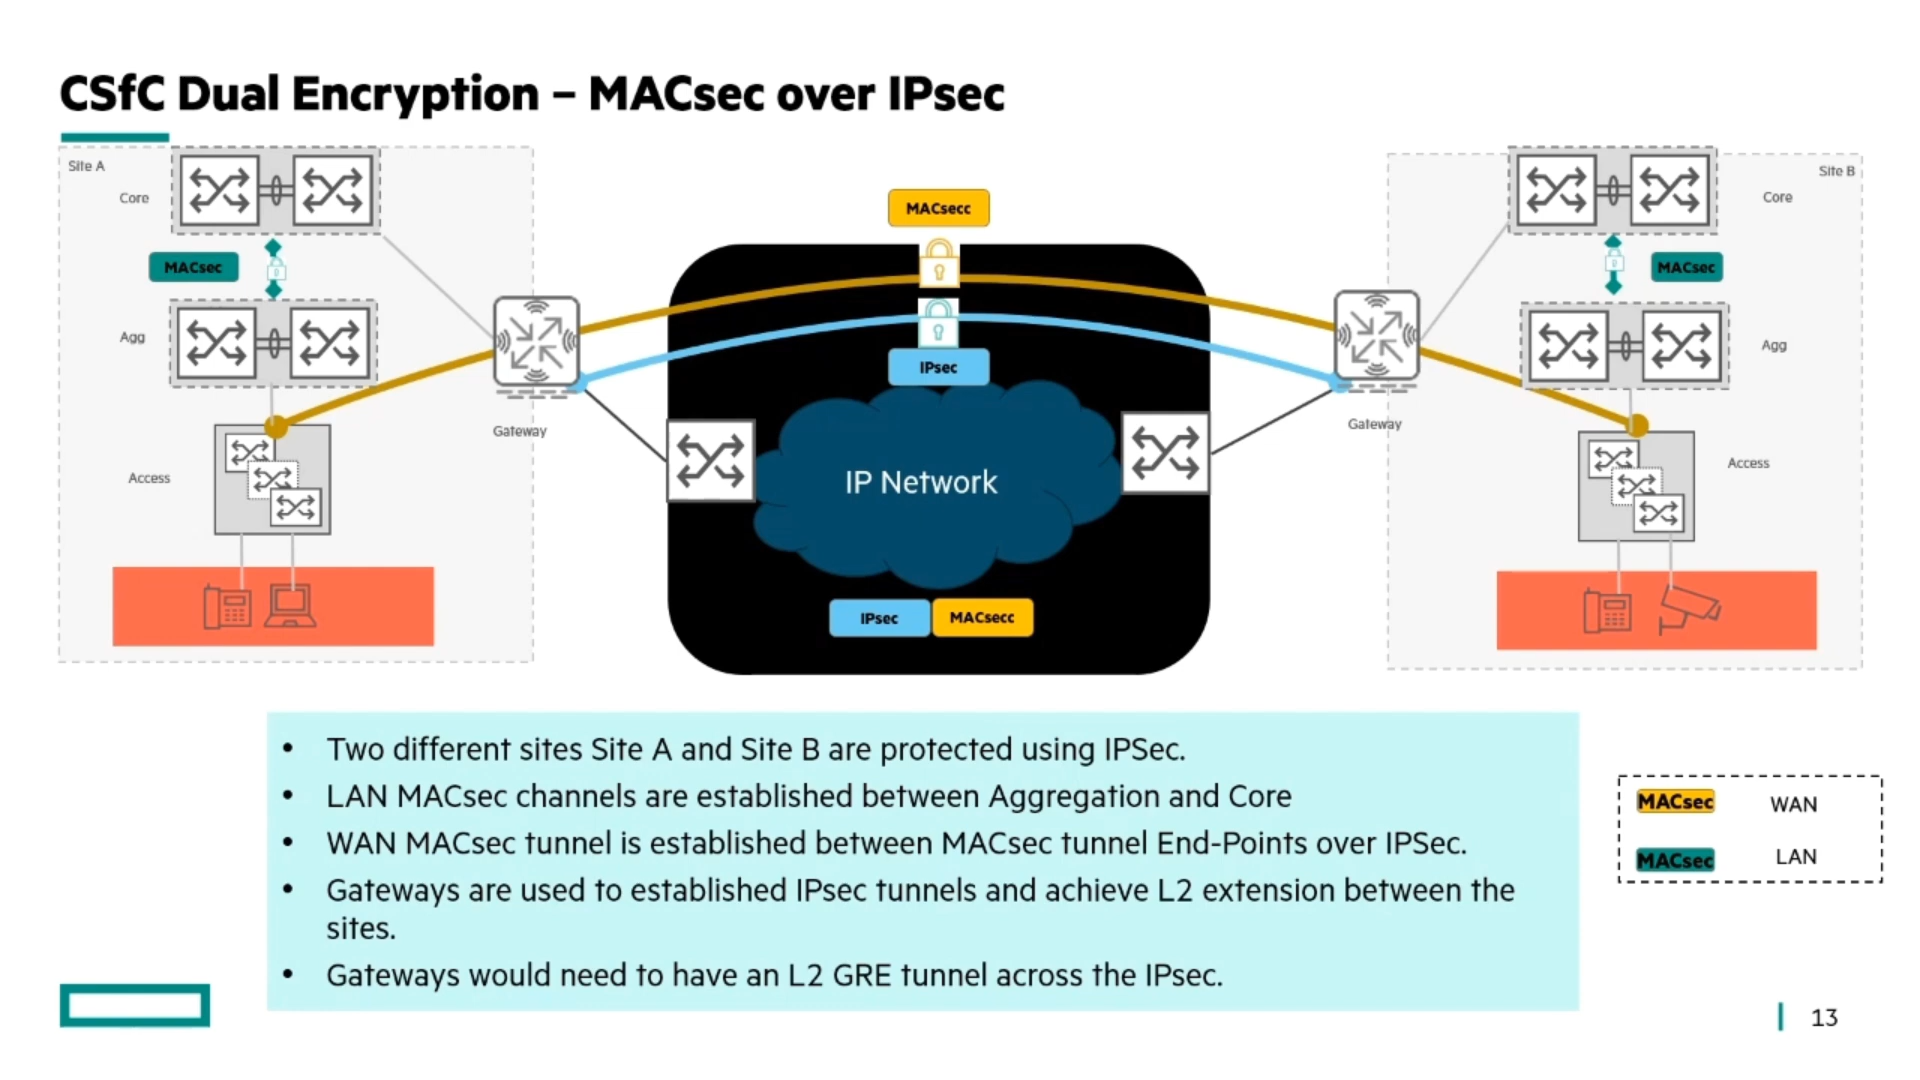 CSfC Dual Encryption – MACsec over IPsec
Site A
Core
MACsec
Agg
Access
Gateway
MACsecc
IPsec
IP Network
IPsec
MACsecc
Site B
Core
MACsec
Agg
Gateway
Access
• Two different sites Site A and Site B are protected using IPSec.
• LAN MACsec channels are established between Aggregation and Core
• WAN MACsec tunnel is established between MACsec tunnel End-Points over IPSec.
• Gateways are used to established IPsec tunnels and achieve L2 extension between the
sites.
• Gateways would need to have an L2 GRE tunnel across the IPsec.
MACsec WAN
MACsec LAN
13